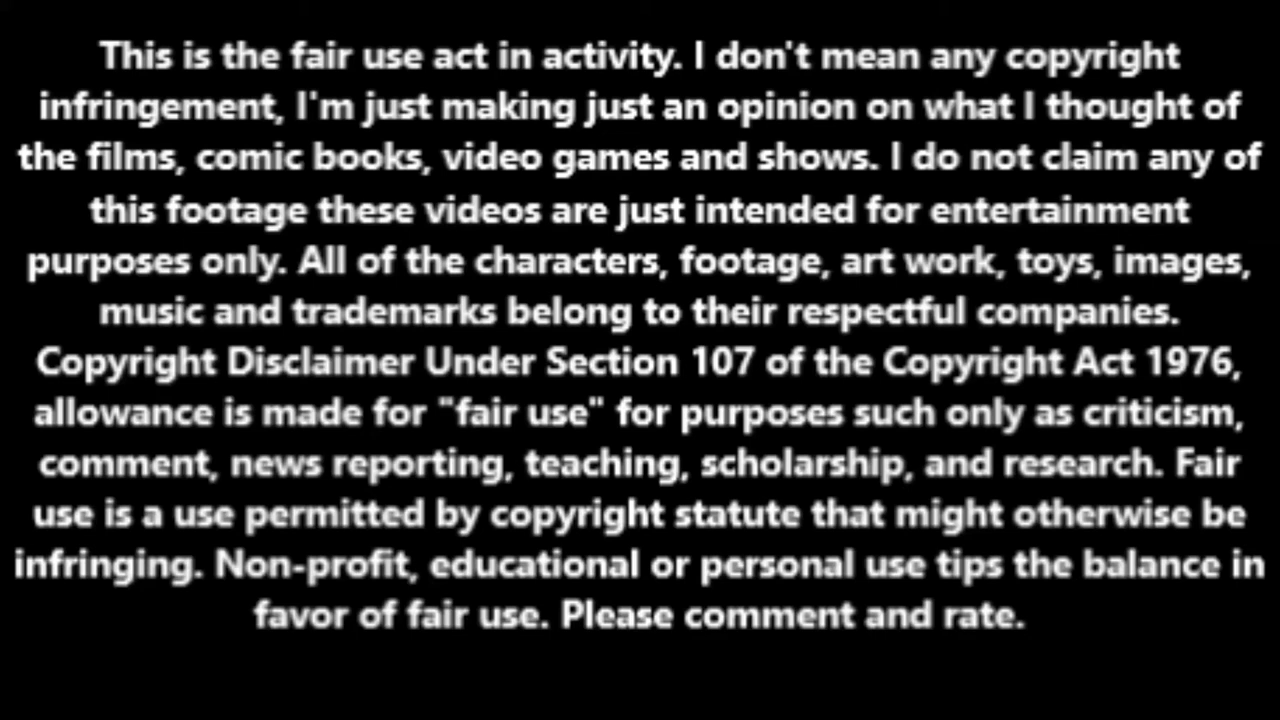 This is the fair use act in activity. I don't mean any copyright
infringement, I'm just making just an opinion on what I thought of
the films, comic books, video games and shows. I do not claim any of
this footage these videos are just intended for entertainment
purposes only. All of the characters, footage, art work, toys, images,
music and trademarks belong to their respectful companies.
Copyright Disclaimer Under Section 107 of the Copyright Act 1976,
allowance is made for "fair use" for purposes such only as criticism,
comment, news reporting, teaching, scholarship, and research. Fair
use is a use permitted by copyright statute that might otherwise be
infringing. Non-profit, educational or personal use tips the balance in
favor of fair use. Please comment and rate.